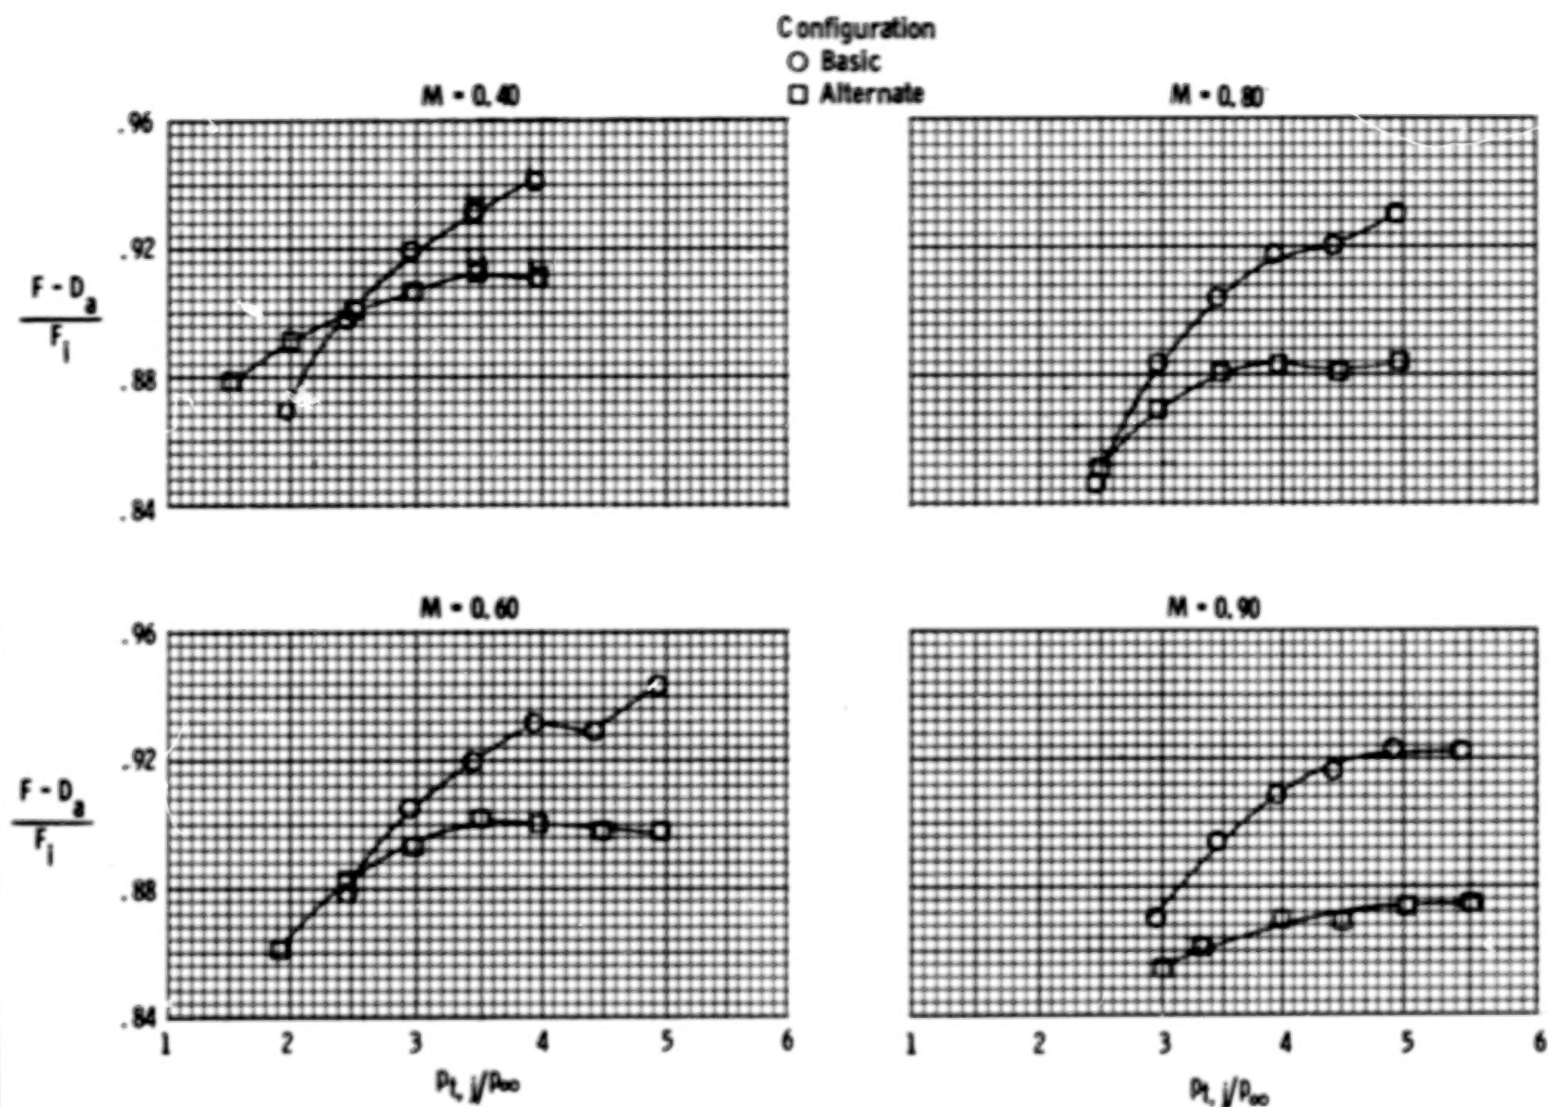 Configuration
○ Basic
□ Alternate
M = 0.40
M = 0.80
.96
.92
.88
.84
F - Da
Fi
M = 0.60
M = 0.90
.96
.92
.88
.84
F - Da
Fi
1 2 3 4 5 6
1 2 3 4 5 6
pt, j/p∞
pt, j/p∞